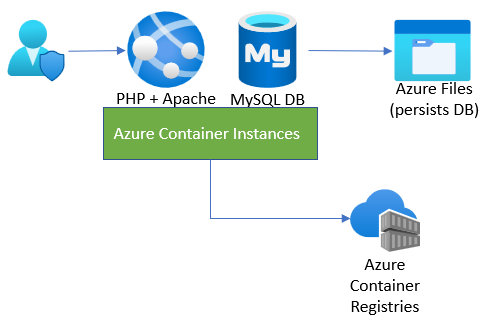 My
PHP + Apache
MySQL DB
Azure Files
(persists DB)
Azure Container Instances
Azure
Container
Registries